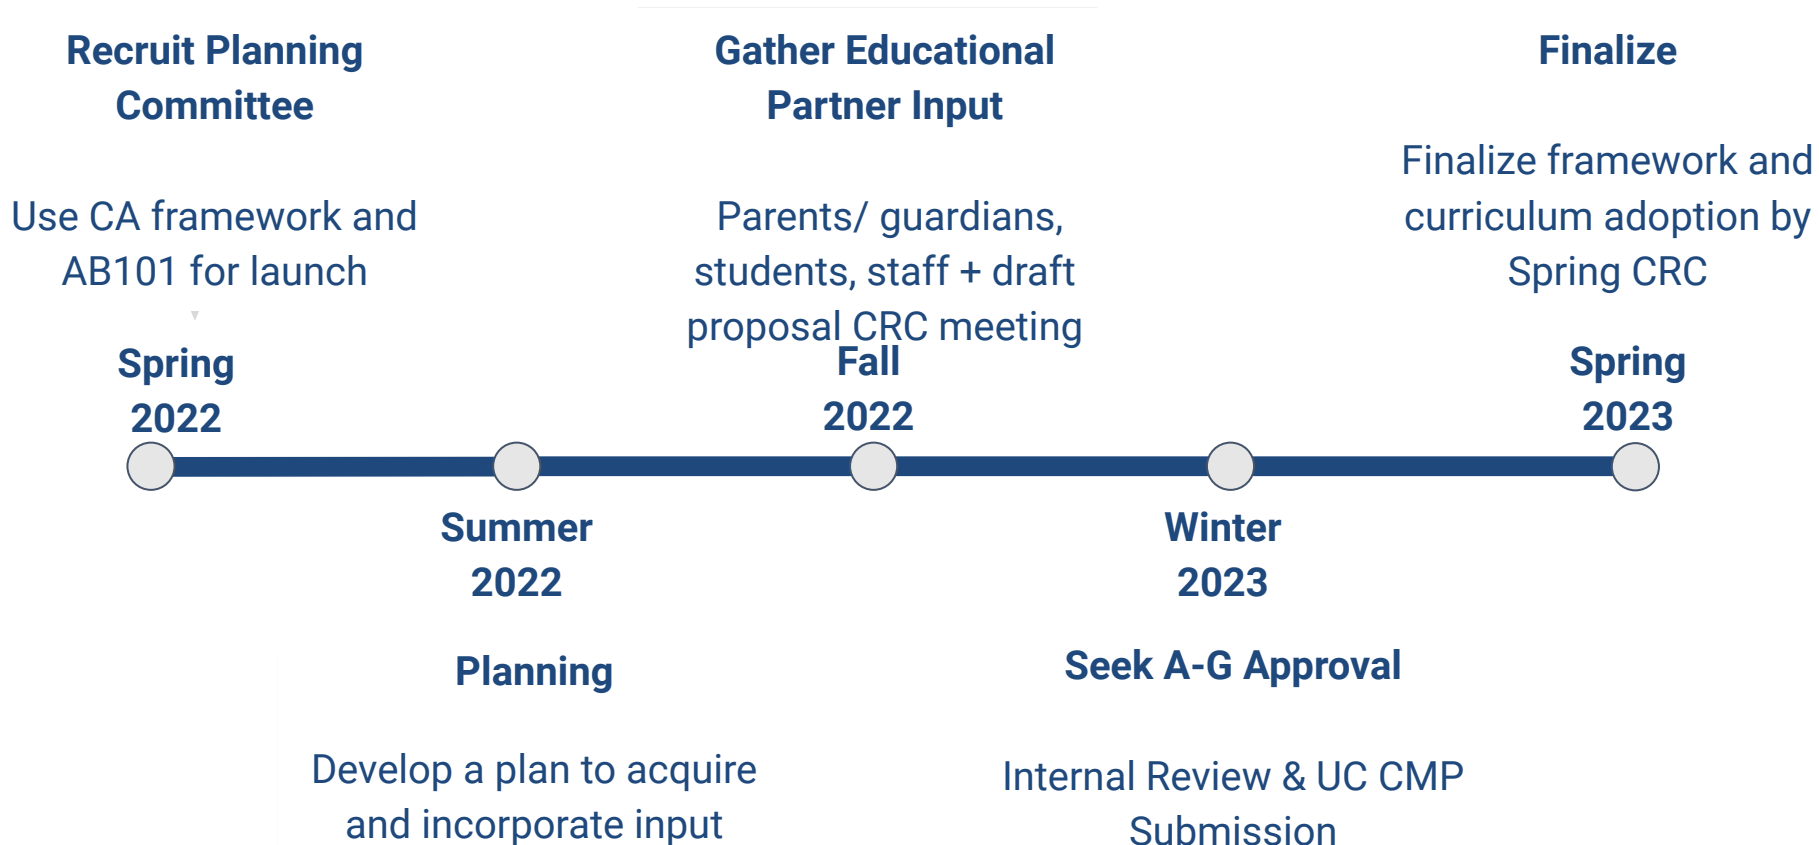 Recruit Planning
Committee
Use CA framework and
AB101 for launch
Spring
2022
Summer
2022
Planning
Develop a plan to acquire
and incorporate input
Gather Educational
Partner Input
Parents/ guardians,
students, staff + draft
proposal CRC meeting
Fall
2022
Winter
2023
Seek A-G Approval
Internal Review & UC CMP
Submission
Finalize
Finalize framework and
curriculum adoption by
Spring CRC
Spring
2023